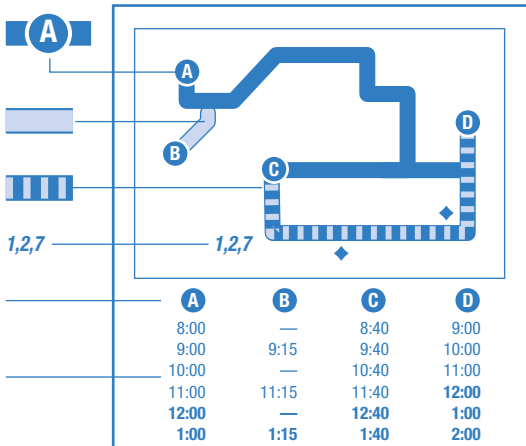 A
A
D
B
C
1,2,7 1,2,7
A B C D
8:00 — 8:40 9:00
9:00 9:15 9:40 10:00
10:00 — 10:40 11:00
11:00 11:15 11:40 12:00
12:00 — 12:40 1:00
1:00 1:15 1:40 2:00